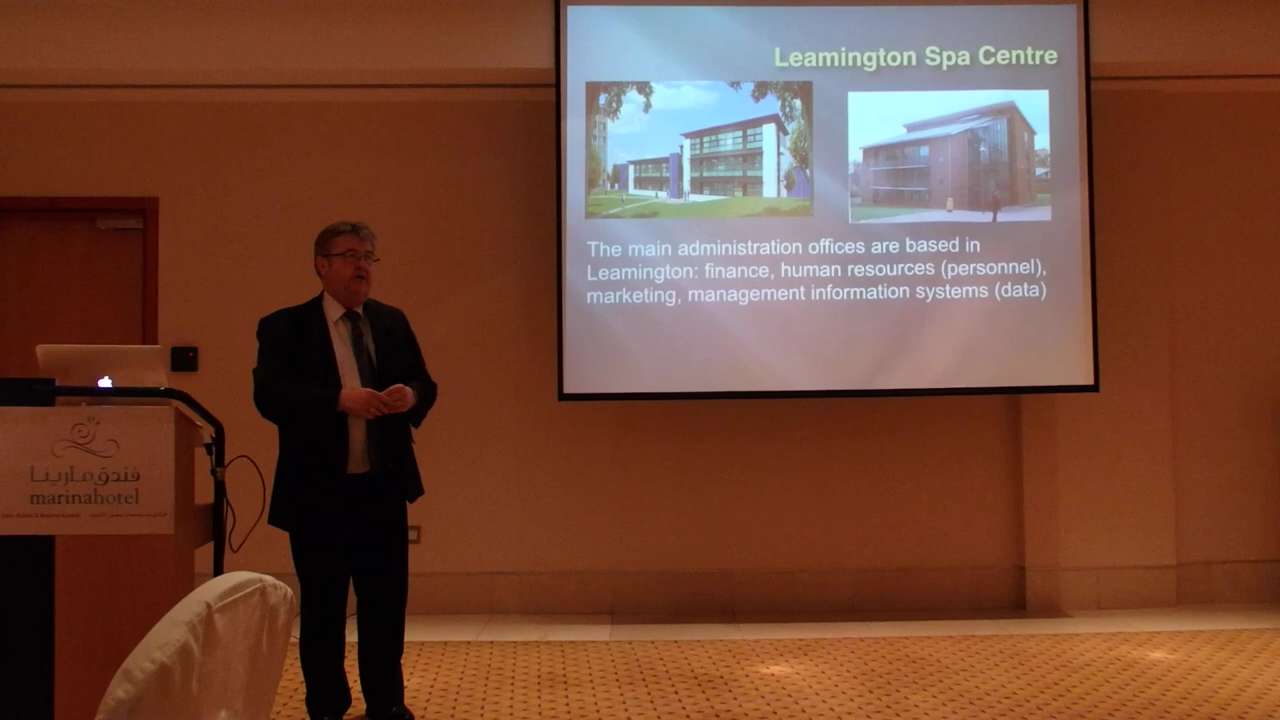 Leamington Spa Centre
The main administration offices are based in
Leamington: finance, human resources (personnel),
marketing, management information systems (data)
فندق مارينا
marinahotel